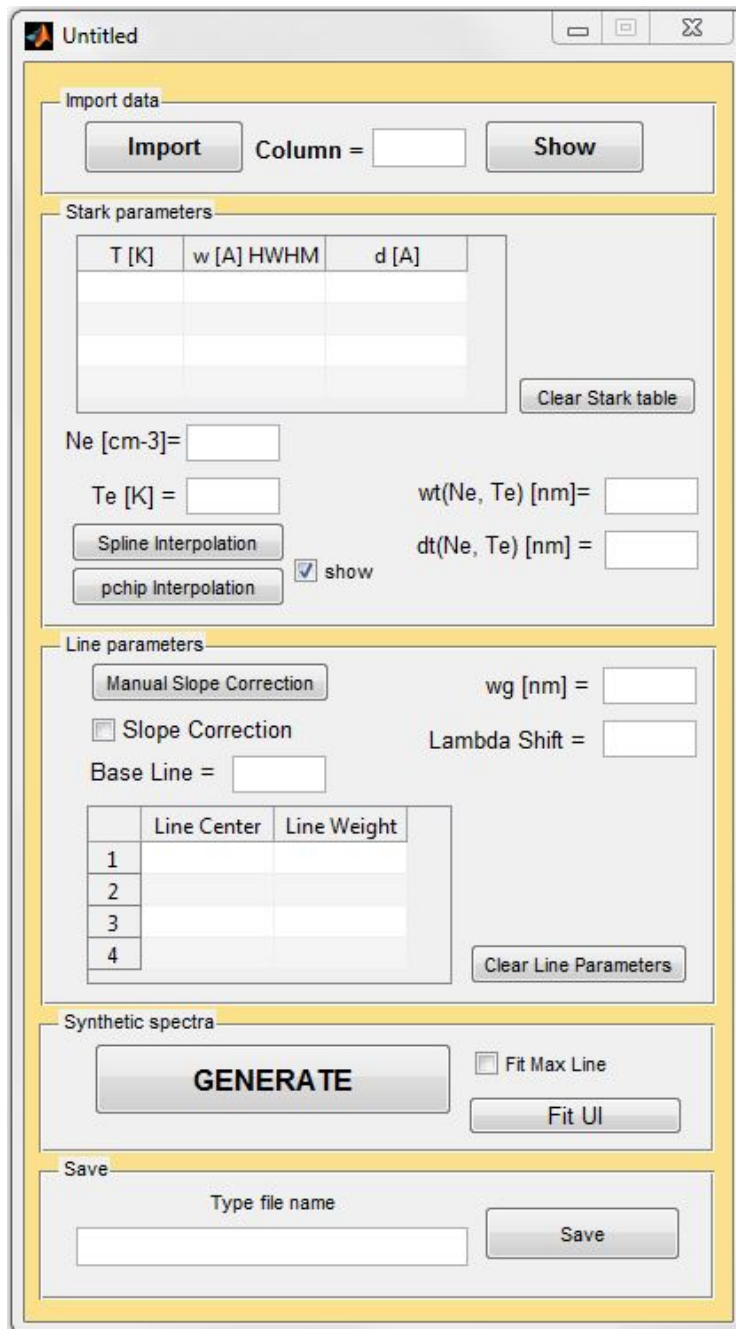 Untitled
Import data
Import Column = Show
Stark parameters
T [K] w [A] HWHM d [A]
Clear Stark table
Ne [cm-3]=
Te [K] = wt(Ne, Te) [nm]=
Spline Interpolation dt(Ne, Te) [nm] =
show
pchip Interpolation
Line parameters
Manual Slope Correction wg [nm] =
Slope Correction Lambda Shift =
Base Line =
Line Center Line Weight
1
2
3
4
Clear Line Parameters
Synthetic spectra
GENERATE Fit Max Line
Fit UI
Save
Type file name
Save